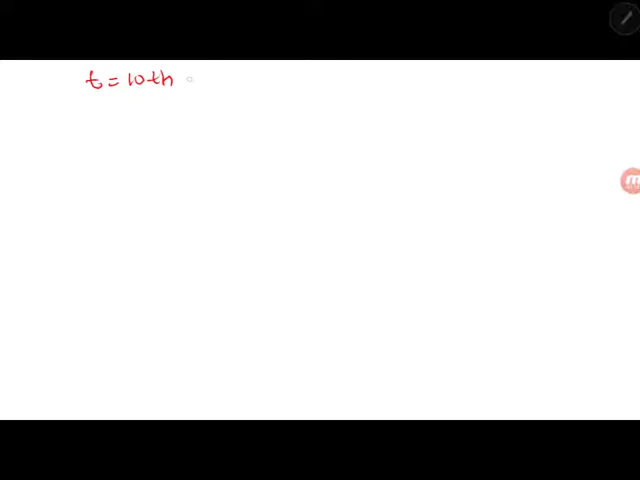 t = 10th